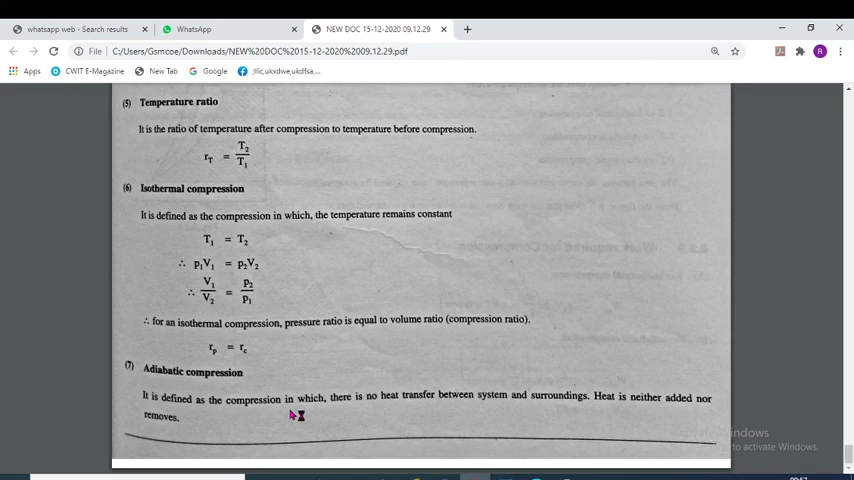 whatsapp web - Search results
WhatsApp
NEW DOC 15-12-2020 09.12.29
File
C:/Users/Gsmcoe/Downloads/NEW%20DOC%2015-12-2020%2009.12.29.pdf
Apps
CWIT E-Magazine
New Tab
Google
;llic,ukxdwe,ukdfsa,...
(5) Temperature ratio
It is the ratio of temperature after compression to temperature before compression.
rT = T2/T1
(6) Isothermal compression
It is defined as the compression in which, the temperature remains constant
T1 = T2
∴ p1V1 = p2V2
∴ V1/V2 = p2/p1
∴ for an isothermal compression, pressure ratio is equal to volume ratio (compression ratio).
rp = rc
(7) Adiabatic compression
It is defined as the compression in which, there is no heat transfer between system and surroundings. Heat is neither added nor
removes.
indows
to activate Windows.